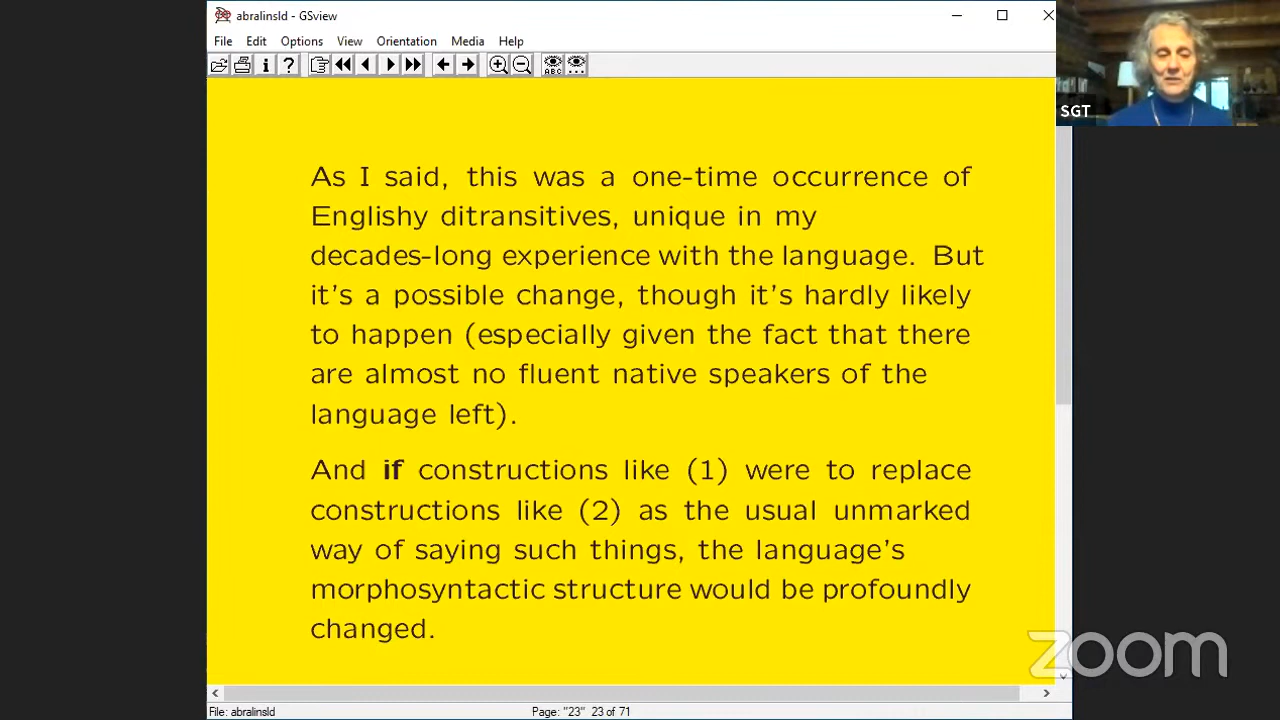 abralinsld - GSview
File Edit Options View Orientation Media Help
SGT
As I said, this was a one-time occurrence of
Englishy ditransitives, unique in my
decades-long experience with the language. But
it's a possible change, though it's hardly likely
to happen (especially given the fact that there
are almost no fluent native speakers of the
language left).
And if constructions like (1) were to replace
constructions like (2) as the usual unmarked
way of saying such things, the language's
morphosyntactic structure would be profoundly
changed.
zoom
File: abralinsld Page: "23" 23 of 71